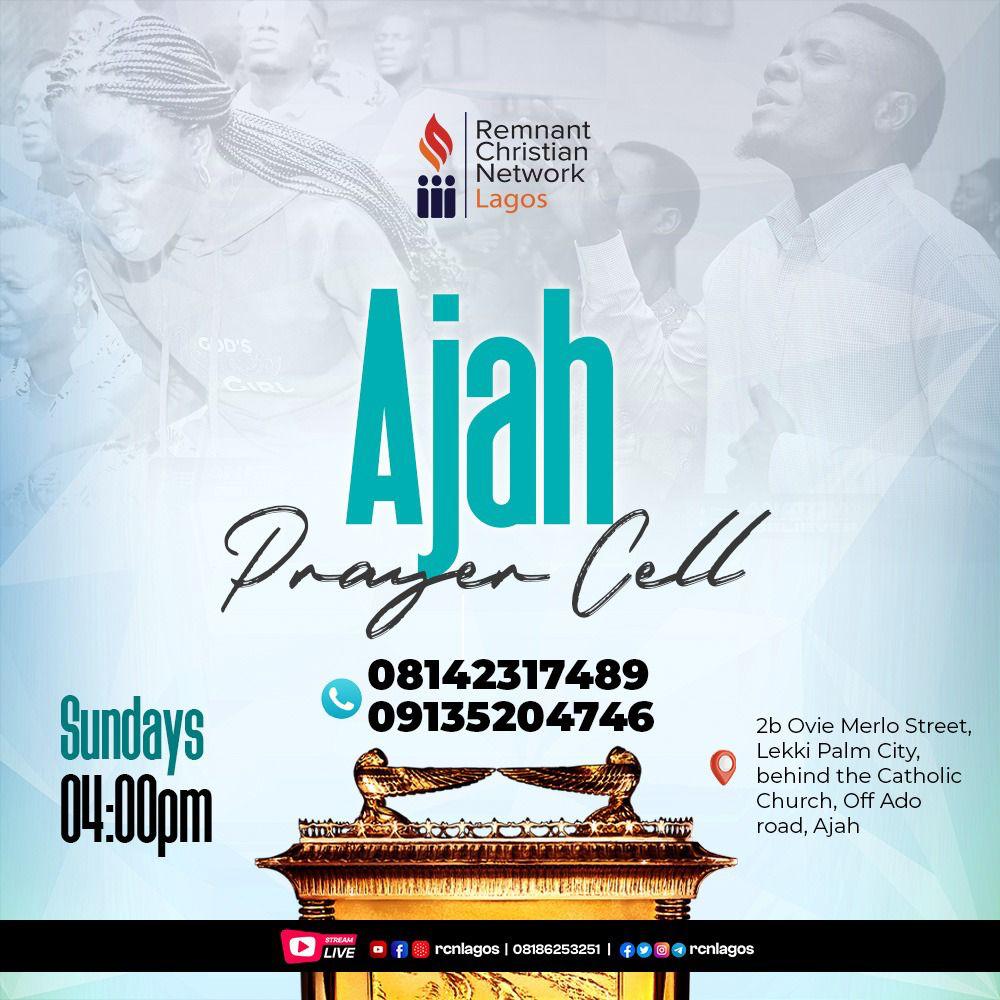 Remnant
Christian
Network
Lagos
GOD'S
GIRL
Ajah
Prayer Cell
08142317489
09135204746
Sundays
04:00pm
2b Ovie Merlo Street,
Lekki Palm City,
behind the Catholic
Church, Off Ado
road, Ajah
STREAM
LIVE
rcnlagos | 08186253251 | rcnlagos